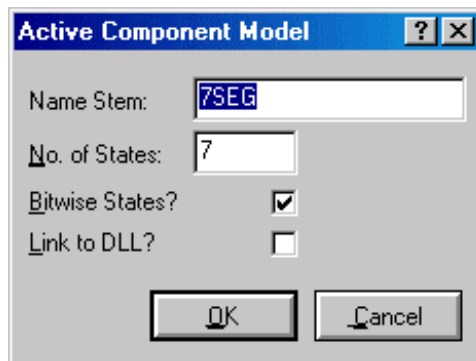 Active Component Model
Name Stem: 7SEG
No. of States: 7
Bitwise States?
Link to DLL?
OK Cancel